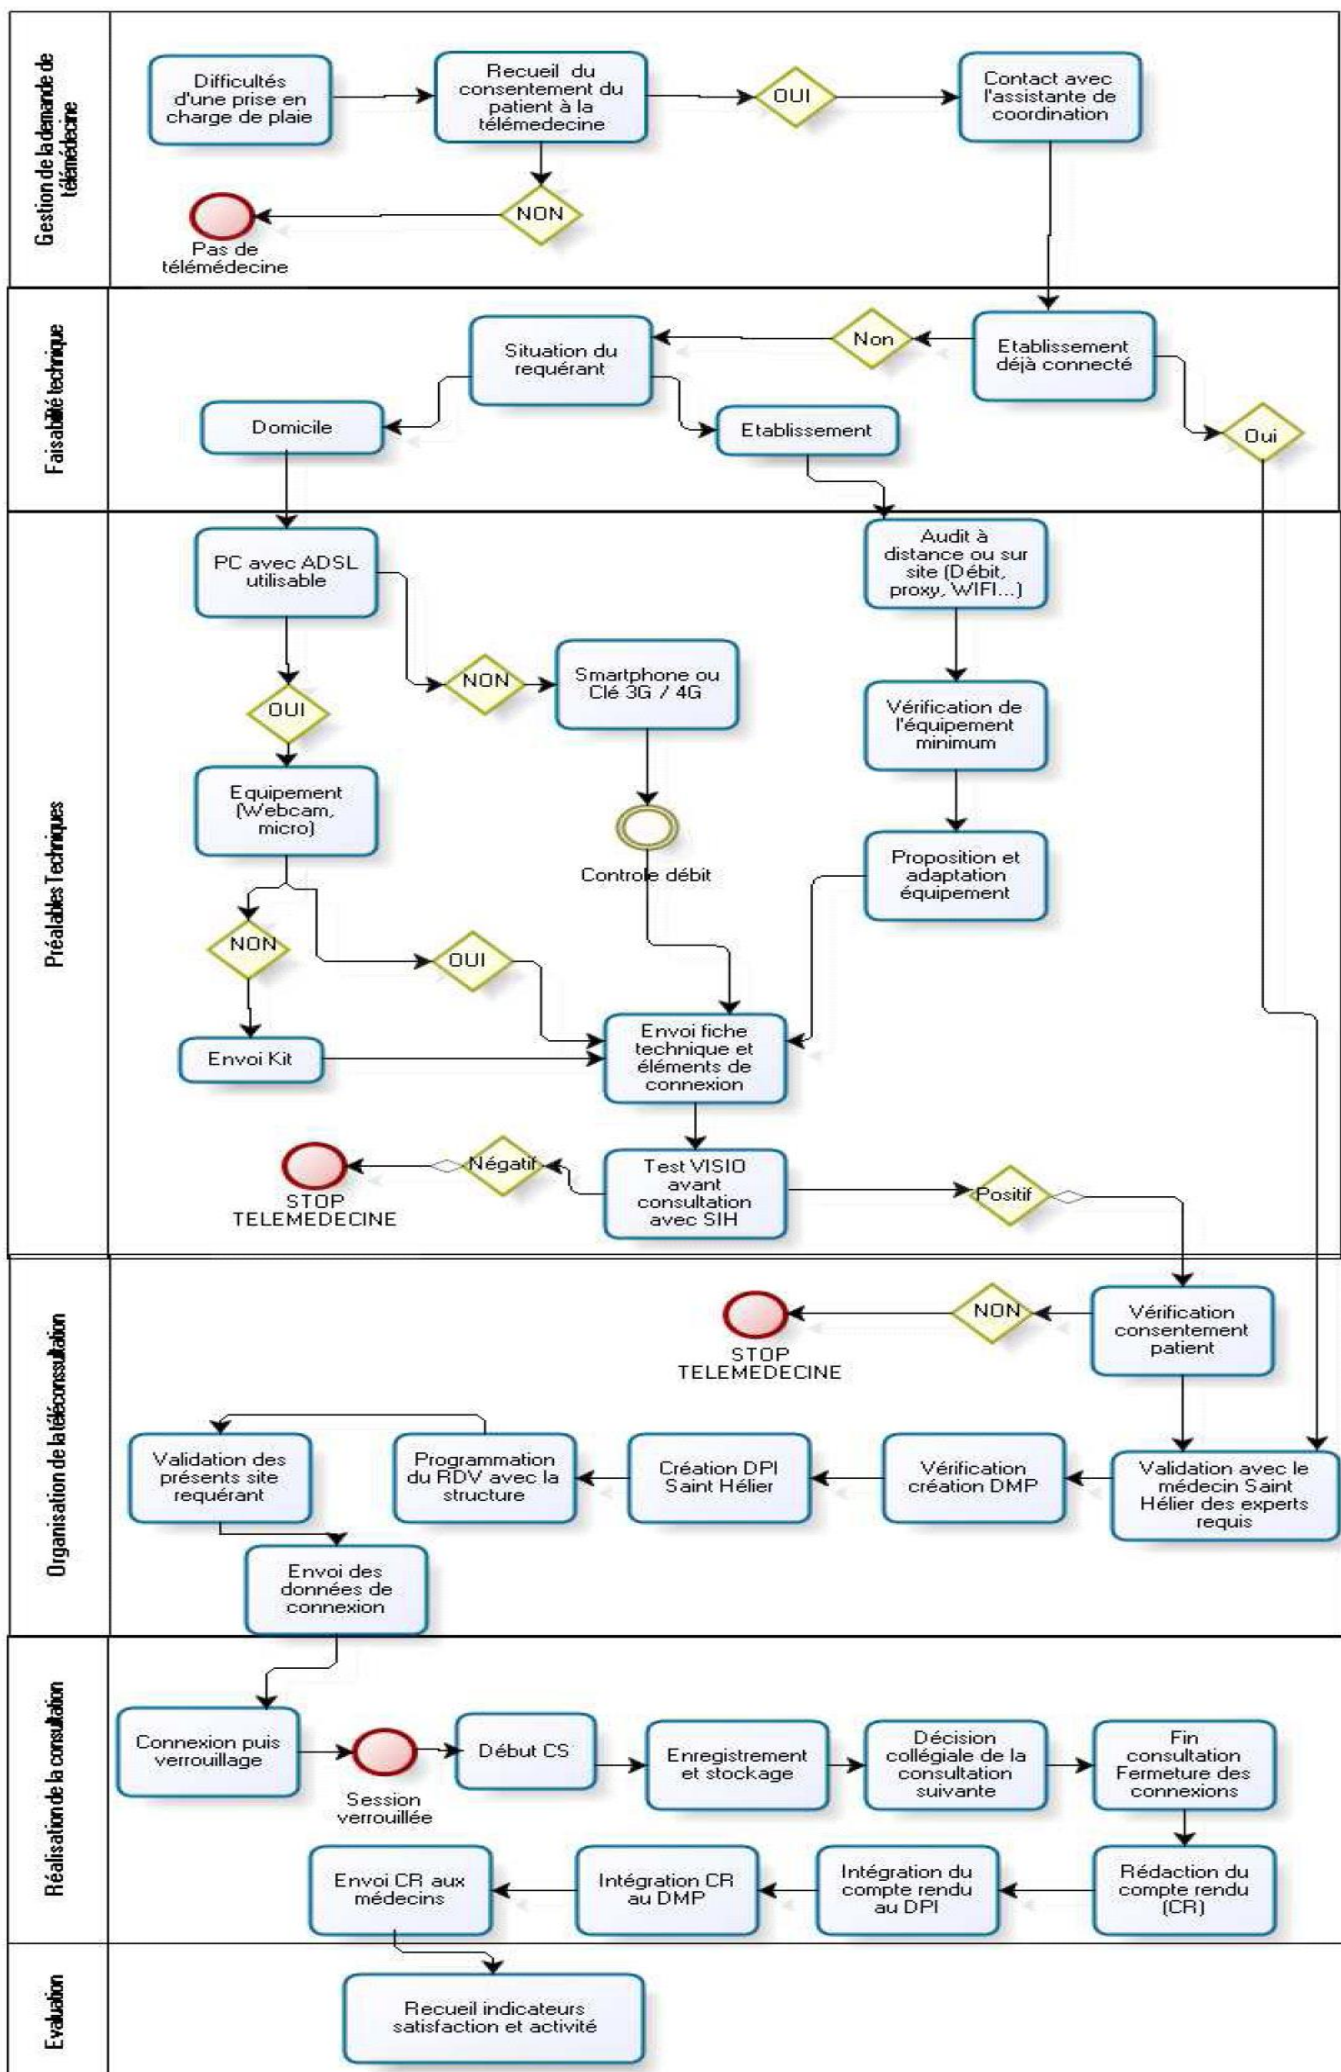 Gestion de la demande de
télémédecine
Difficultés
d'une prise en
charge de plaie
Recueil du
consentement du
patient à la
télémedecine
OUI
Contact avec
l'assistante de
coordination
NON
Pas de
télémédecine
Faisabilité technique
Situation du
requérant
Non
Etablissement
déjà connecté
Oui
Domicile
Etablissement
Préalables Techniques
PC avec ADSL
utilisable
Audit à
distance ou sur
site (Débit,
proxy, WIFI...)
NON
Smartphone ou
Clé 3G / 4G
OUI
Vérification de
l'équipement
minimum
Equipement
(Webcam,
micro)
Controle débit
Proposition et
adaptation
équipement
NON
OUI
Envoi Kit
Envoi fiche
technique et
éléments de
connexion
STOP
TELEMEDECINE
Négatif
Test VISIO
avant
consultation
avec SIH
Positif
Organisation de la téléconsultation
STOP
TELEMEDECINE
NON
Vérification
consentement
patient
Validation des
présents site
requérant
Programmation
du RDV avec la
structure
Création DPI
Saint Hélier
Vérification
création DMP
Validation avec le
médecin Saint
Hélier des experts
requis
Envoi des
données de
connexion
Réalisation de la consultation
Connexion puis
verrouillage
Session
verrouillée
Début CS
Enregistrement
et stockage
Décision
collégiale de la
consultation
suivante
Fin
consultation
Fermeture des
connexions
Envoi CR aux
médecins
Intégration CR
au DMP
Intégration du
compte rendu
au DPI
Rédaction du
compte rendu
(CR)
Evaluation
Recueil indicateurs
satisfaction et activité